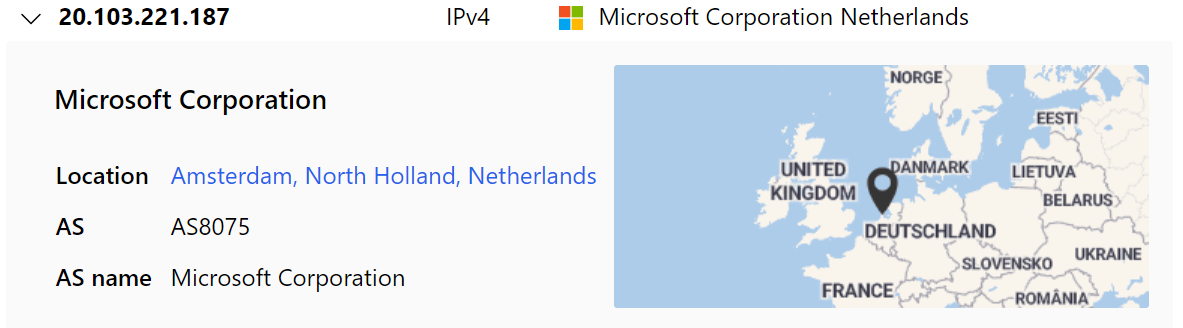 20.103.221.187 IPv4 Microsoft Corporation Netherlands
Microsoft Corporation
Location Amsterdam, North Holland, Netherlands
AS AS8075
AS name Microsoft Corporation
NORGE
EESTI
UNITED KINGDOM
DANMARK
LIETUVA
BELARUS
DEUTSCHLAND
SLOVENSKO
UKRAINE
FRANCE
ROMÂNIA